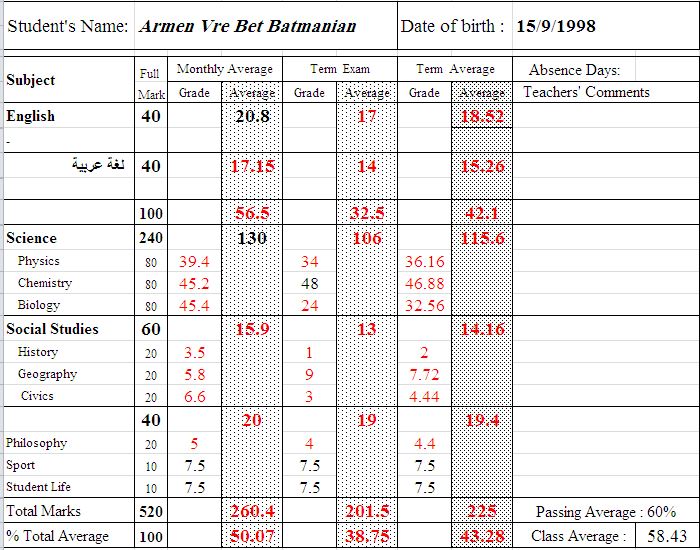 Student's Name: Armen Vre Bet Batmanian Date of birth : 15/9/1998
Subject Full Mark Monthly Average Term Exam Term Average Absence Days:
Grade Average Grade Average Grade Average Teachers' Comments
English 40 20.8 17 18.52
-
لغة عربية 40 17.15 14 15.26
100 56.5 32.5 42.1
Science 240 130 106 115.6
Physics 80 39.4 34 36.16
Chemistry 80 45.2 48 46.88
Biology 80 45.4 24 32.56
Social Studies 60 15.9 13 14.16
History 20 3.5 1 2
Geography 20 5.8 9 7.72
Civics 20 6.6 3 4.44
40 20 19 19.4
Philosophy 20 5 4 4.4
Sport 10 7.5 7.5 7.5
Student Life 10 7.5 7.5 7.5
Total Marks 520 260.4 201.5 225 Passing Average : 60%
% Total Average 100 50.07 38.75 43.28 Class Average : 58.43